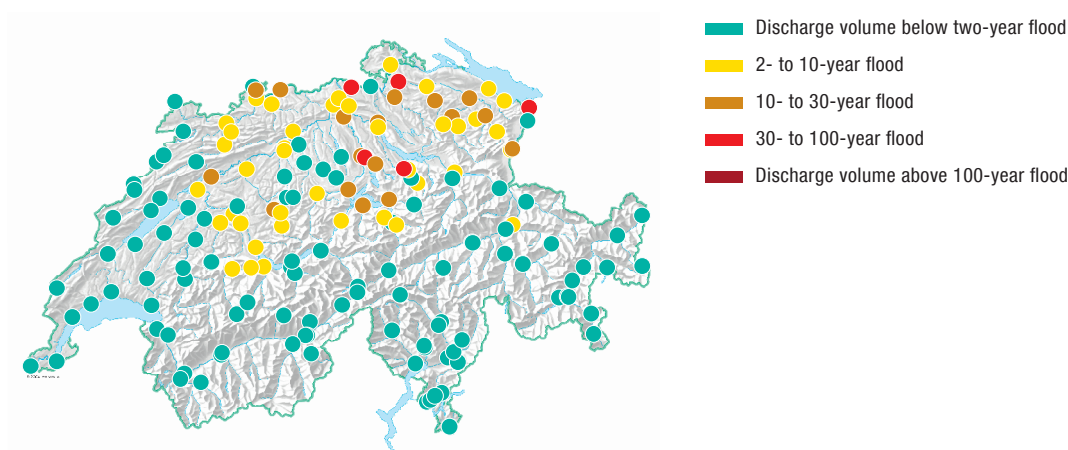 Discharge volume below two-year flood
2- to 10-year flood
10- to 30-year flood
30- to 100-year flood
Discharge volume above 100-year flood